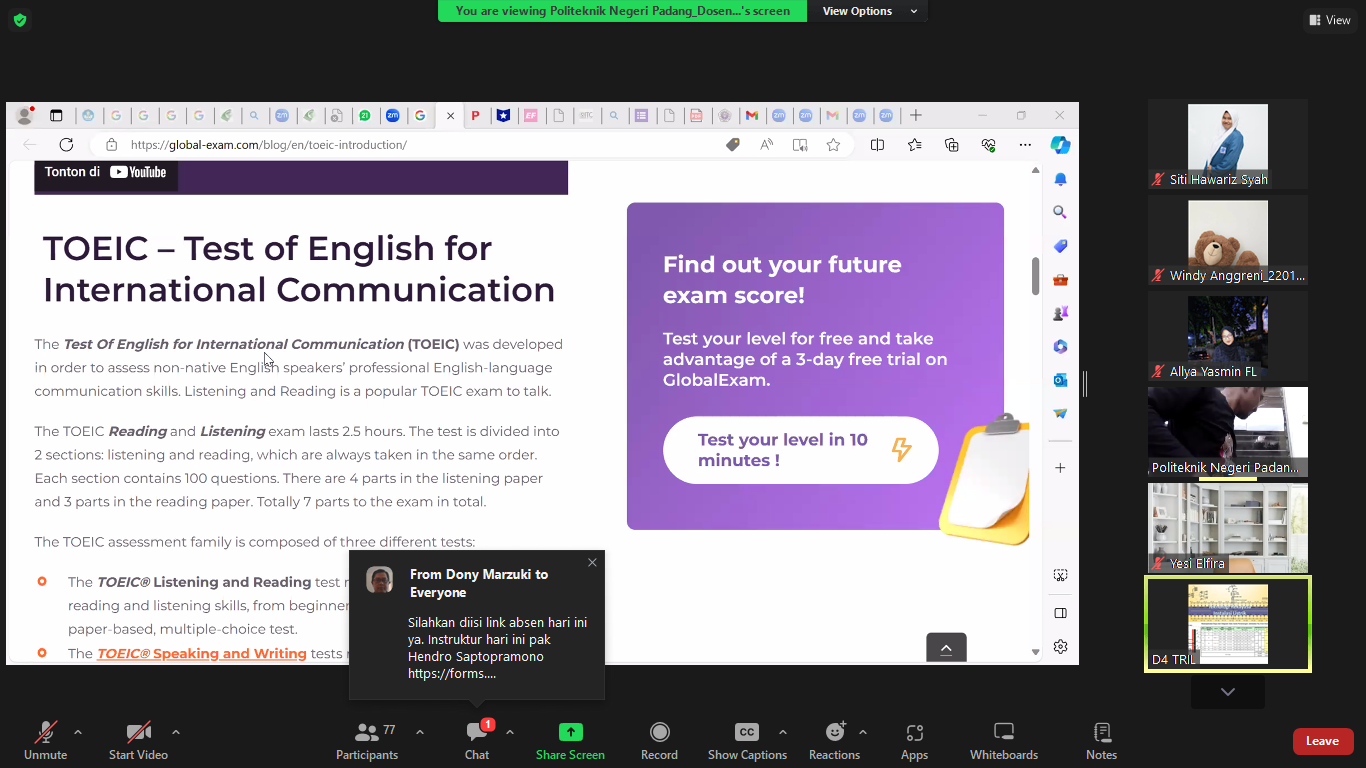 You are viewing Politeknik Negeri Padang_Dosen...'s screen
View Options
View
https://global-exam.com/blog/en/toeic-introduction/
Tonton di YouTube
TOEIC – Test of English for
International Communication
The Test Of English for International Communication (TOEIC) was developed
in order to assess non-native English speakers' professional English-language
communication skills. Listening and Reading is a popular TOEIC exam to talk.
The TOEIC Reading and Listening exam lasts 2.5 hours. The test is divided into
2 sections: listening and reading, which are always taken in the same order.
Each section contains 100 questions. There are 4 parts in the listening paper
and 3 parts in the reading paper. Totally 7 parts to the exam in total.
The TOEIC assessment family is composed of three different tests:
The TOEIC® Listening and Reading test
reading and listening skills, from beginner
paper-based, multiple-choice test.
The TOEIC® Speaking and Writing tests
Find out your future
exam score!
Test your level for free and take
advantage of a 3-day free trial on
GlobalExam.
Test your level in 10
minutes !
From Dony Marzuki to
Everyone
Silahkan diisi link absen hari ini
ya. Instruktur hari ini pak
Hendro Saptopramono
https://forms....
Siti Hawariz Syah
Windy Anggreni_2201...
Allya Yasmin FL
Politeknik Negeri Padan...
Yesi Elfira
D4 TRIL
Unmute
Start Video
77
Participants
1
Chat
Share Screen
Record
CC
Show Captions
Reactions
Apps
Whiteboards
Notes
Leave